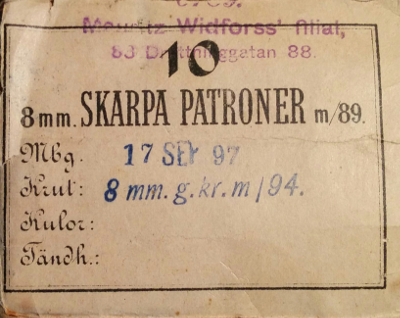 Mauritz Widforss' filial,
83 Drottninggatan 88.
10
8 mm. SKARPA PATRONER m/89.
Mbg. 17 SEP 97
Krut: 8 mm. g. kr. m/94.
Kulor:
Tändh.: